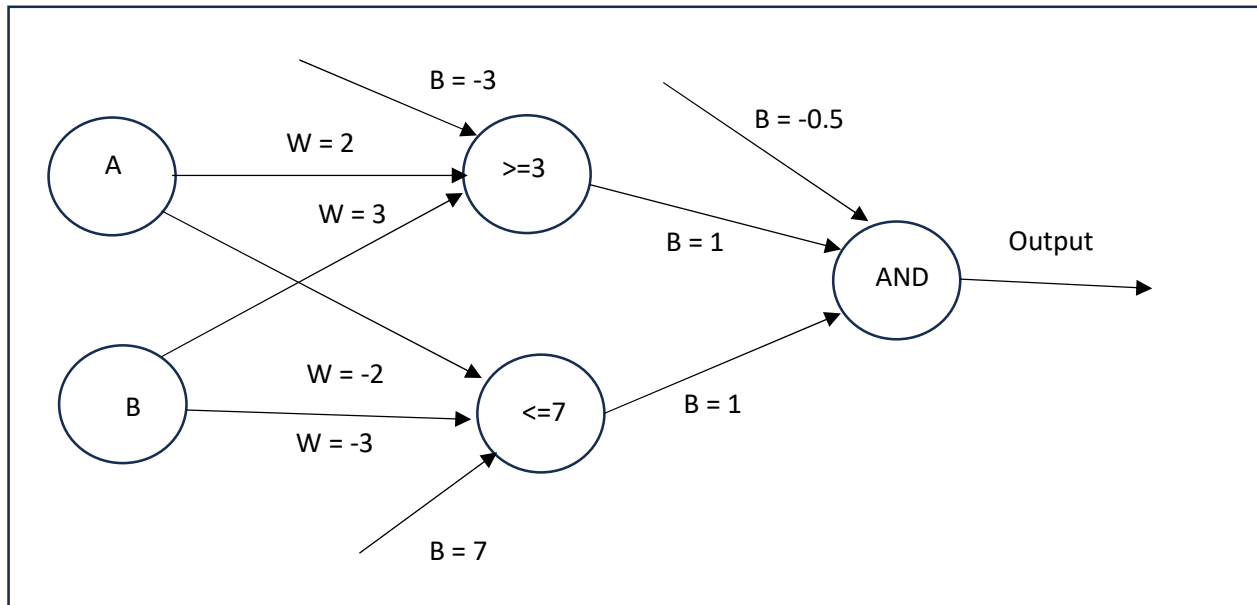 B = -3
B = -0.5
W = 2
A
>=3
W = 3
B = 1
Output
AND
W = -2
B
<=7
B = 1
W = -3
B = 7